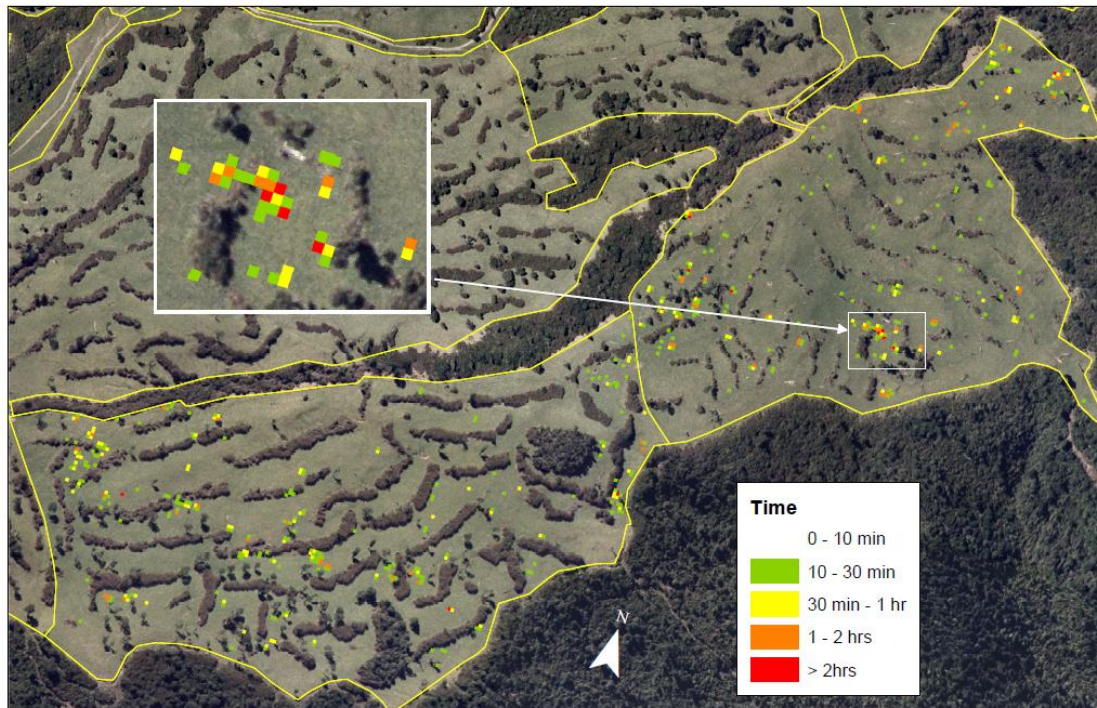 Time
0 - 10 min
10 - 30 min
30 min - 1 hr
1 - 2 hrs
> 2hrs
N